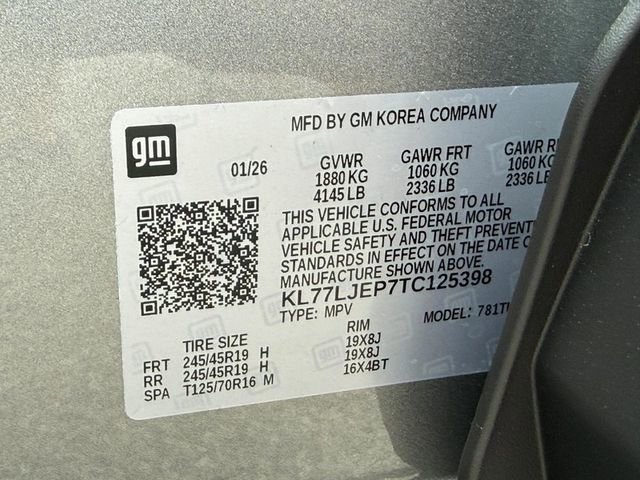 MFD BY GM KOREA COMPANY
gm
01/26
GVWR
1880 KG
4145 LB
GAWR FRT
1060 KG
2336 LB
GAWR
1060 KG
2336 LB
THIS VEHICLE CONFORMS TO ALL
APPLICABLE U.S. FEDERAL MOTOR
VEHICLE SAFETY AND THEFT
STANDARDS IN EFFECT ON THE DATE
MANUFACTURE SHOWN ABOVE.
KL77LJEP7TC125398
TYPE: MPV MODEL:
TIRE SIZE RIM
FRT 245/45R19 H 19X8J
RR 245/45R19 H 19X8J
SPA T125/70R16 M 16X4BT